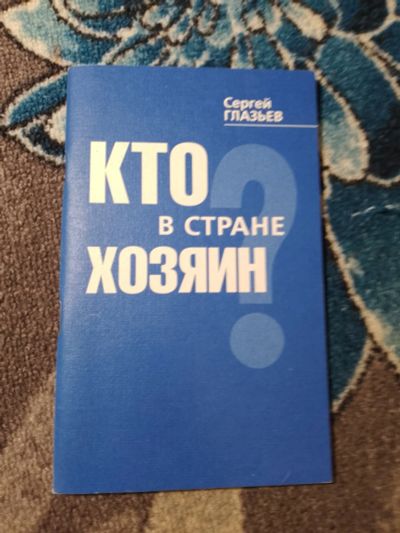 Сергей
ГЛАЗЬЕВ
КТО
В СТРАНЕ
ХОЗЯИН
?